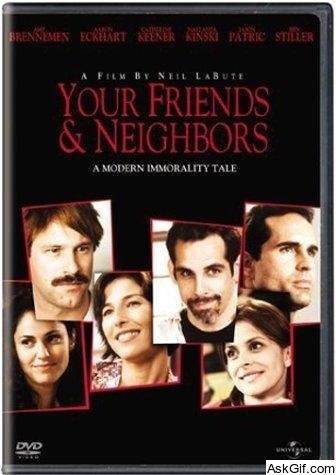 AMY AARON CATHERINE NASTASSJA JASON BEN
BRENNEMEN ECKHART KEENER KINSKI PATRIC STILLER
A FILM BY NEIL LABUTE
YOUR FRIENDS
& NEIGHBORS
A MODERN IMMORALITY TALE
DVD
VIDEO
UNIVERSAL
AskGif.com